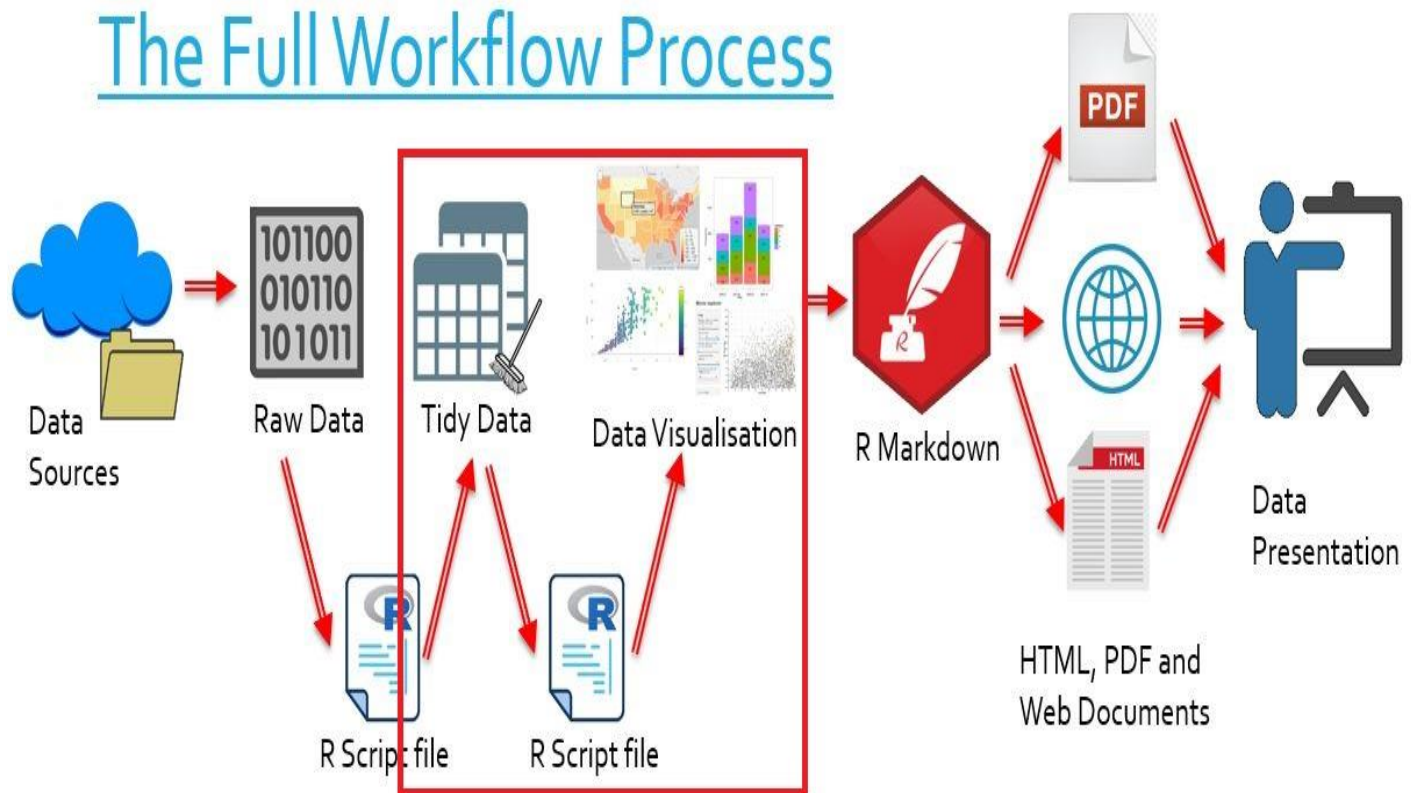 The Full Workflow Process
PDF
101100
010110
101011
Data
Sources
Raw Data
Tidy Data
Data Visualisation
R
R Markdown
HTML
Data
Presentation
R
R
R Script file
R Script file
HTML, PDF and
Web Documents